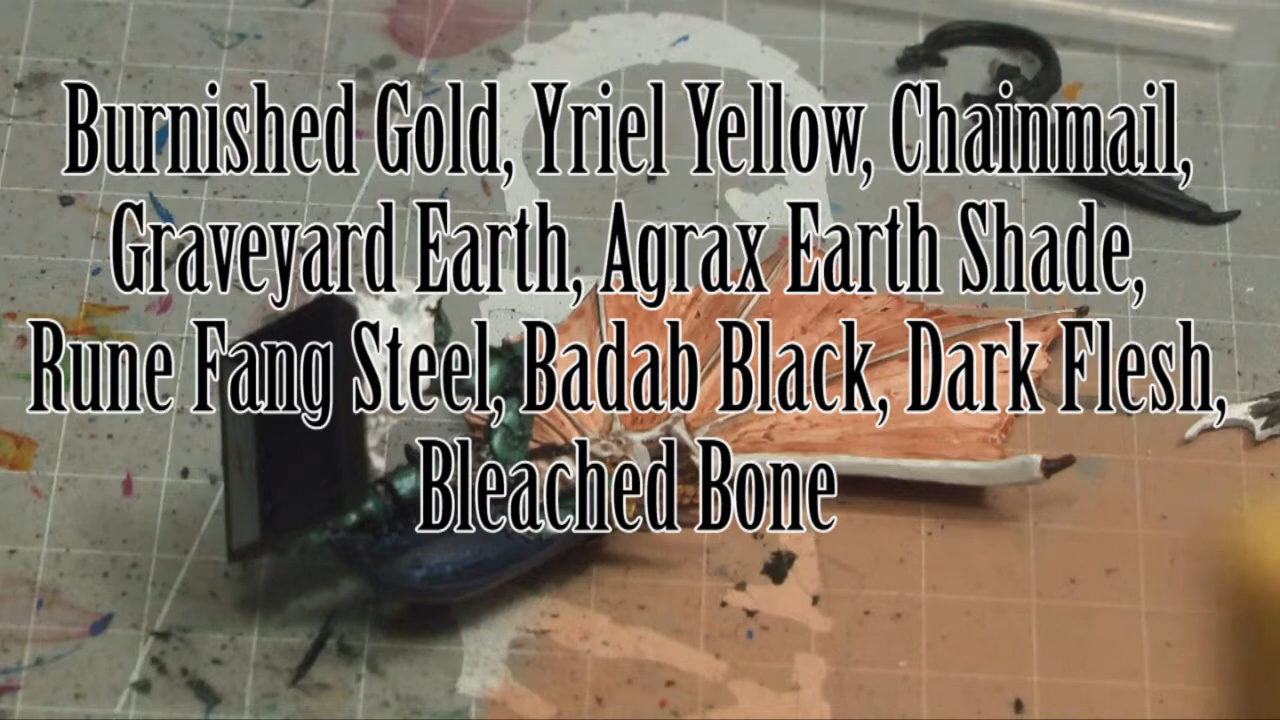 Burnished Gold, Yriel Yellow, Chainmail,
Graveyard Earth, Agrax Earth Shade,
Rune Fang Steel, Badab Black, Dark Flesh,
Bleached Bone